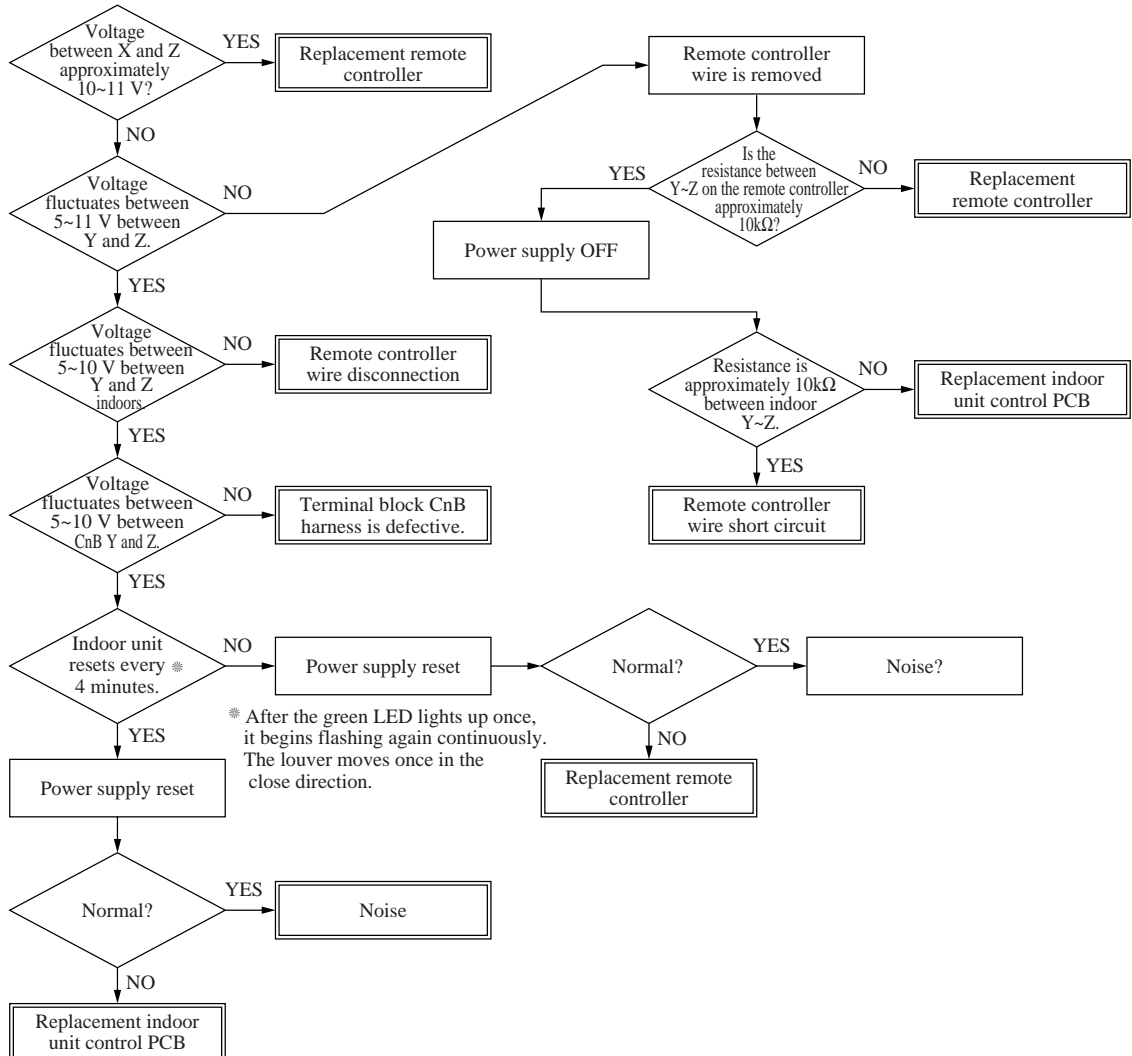 Voltage
between X and Z
approximately
10~11 V?
YES
Replacement remote
controller
Remote controller
wire is removed
NO
Is the
resistance between
Y~Z on the remote controller
approximately
10kΩ?
YES
NO
Replacement
remote controller
Voltage
fluctuates between
5~11 V between
Y and Z.
NO
Power supply OFF
YES
Voltage
fluctuates between
5~10 V between
Y and Z
indoors.
NO
Remote controller
wire disconnection
Resistance is
approximately 10kΩ
between indoor
Y~Z.
NO
Replacement indoor
unit control PCB
YES
YES
Remote controller
wire short circuit
Voltage
fluctuates between
5~10 V between
CnB Y and Z.
NO
Terminal block CnB
harness is defective.
YES
Indoor unit
resets every ※
4 minutes.
NO
Power supply reset
Normal?
YES
Noise?
※ After the green LED lights up once,
it begins flashing again continuously.
The louver moves once in the
close direction.
NO
Replacement remote
controller
YES
Power supply reset
Normal?
YES
Noise
NO
Replacement indoor
unit control PCB